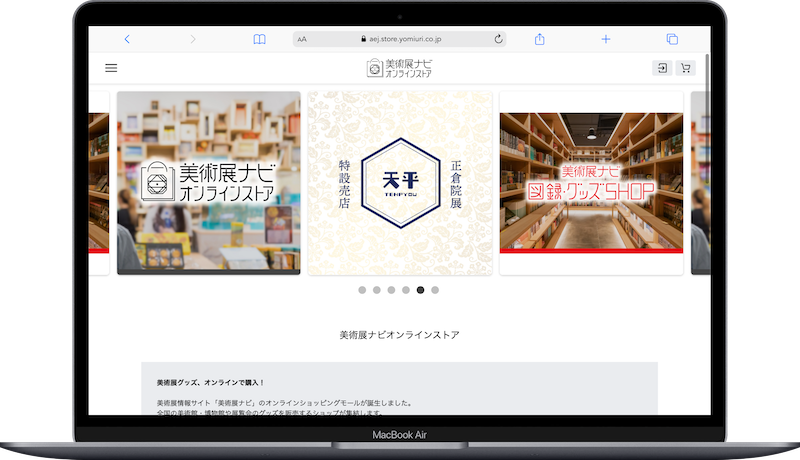 AA aej.store.yomiuri.co.jp
美術展ナビ
オンラインストア
美術展ナビ
オンラインストア
特設売店
天平
TEMPYOU
正倉院展
美術展ナビ
図録・グッズSHOP
美術展ナビオンラインストア
美術展グッズ、オンラインで購入！
美術展情報サイト「美術展ナビ」のオンラインショッピングモールが誕生しました。
全国の美術館・博物館や展覧会のグッズを販売するショップが集結します。
MacBook Air